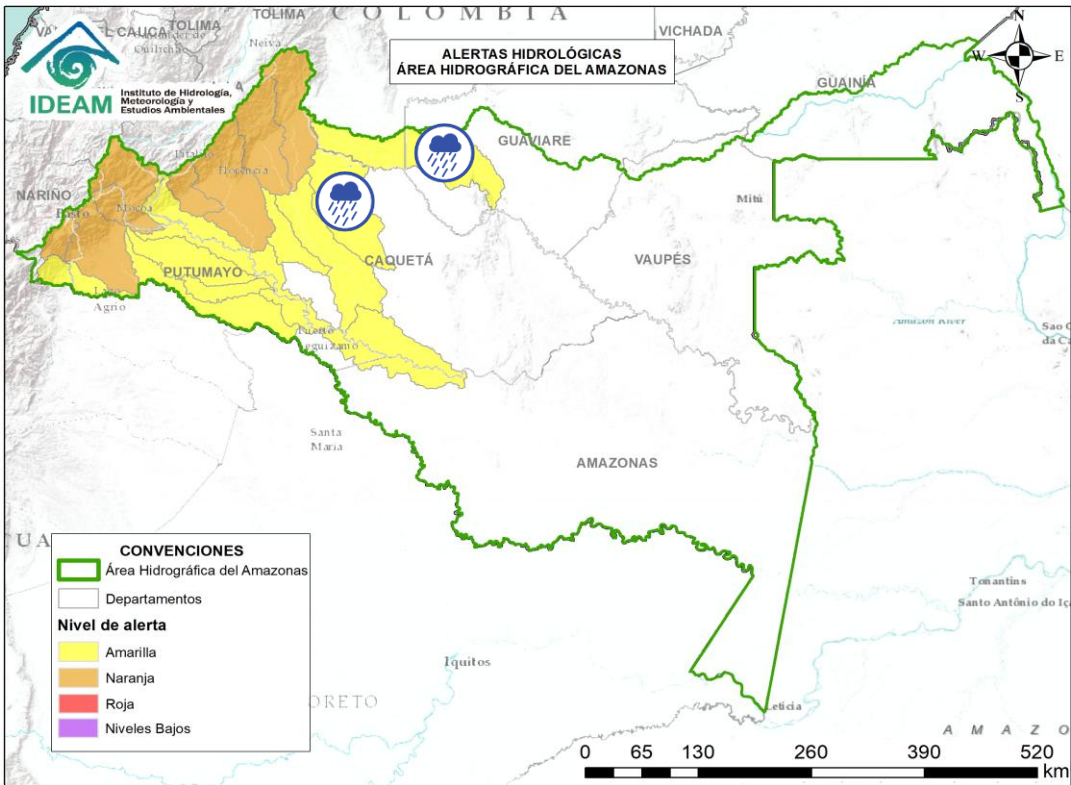 COLOMBIA
TOLIMA
TOLIMA
CAUCA
Neiva
VICHADA
ALERTAS HIDROLÓGICAS
ÁREA HIDROGRÁFICA DEL AMAZONAS
N
W
E
S
IDEAM
Instituto de Hidrología,
Meteorología y
Estudios Ambientales
GUAINÍA
GUAVIARE
Florencia
NARIÑO
Pasto
Mocoa
Mitú
CAQUETÁ
VAUPÉS
PUTUMAYO
Lago
Agrio
Puerto
Leguízamo
Amazon River
Santa
Maria
AMAZONAS
CONVENCIONES
Área Hidrográfica del Amazonas
Departamentos
Nivel de alerta
Amarilla
Naranja
Roja
Niveles Bajos
Tonantins
Santo Antônio do Iç
Iquitos
ORETO
Leticia
AMAZO
0 65 130 260 390 520
km